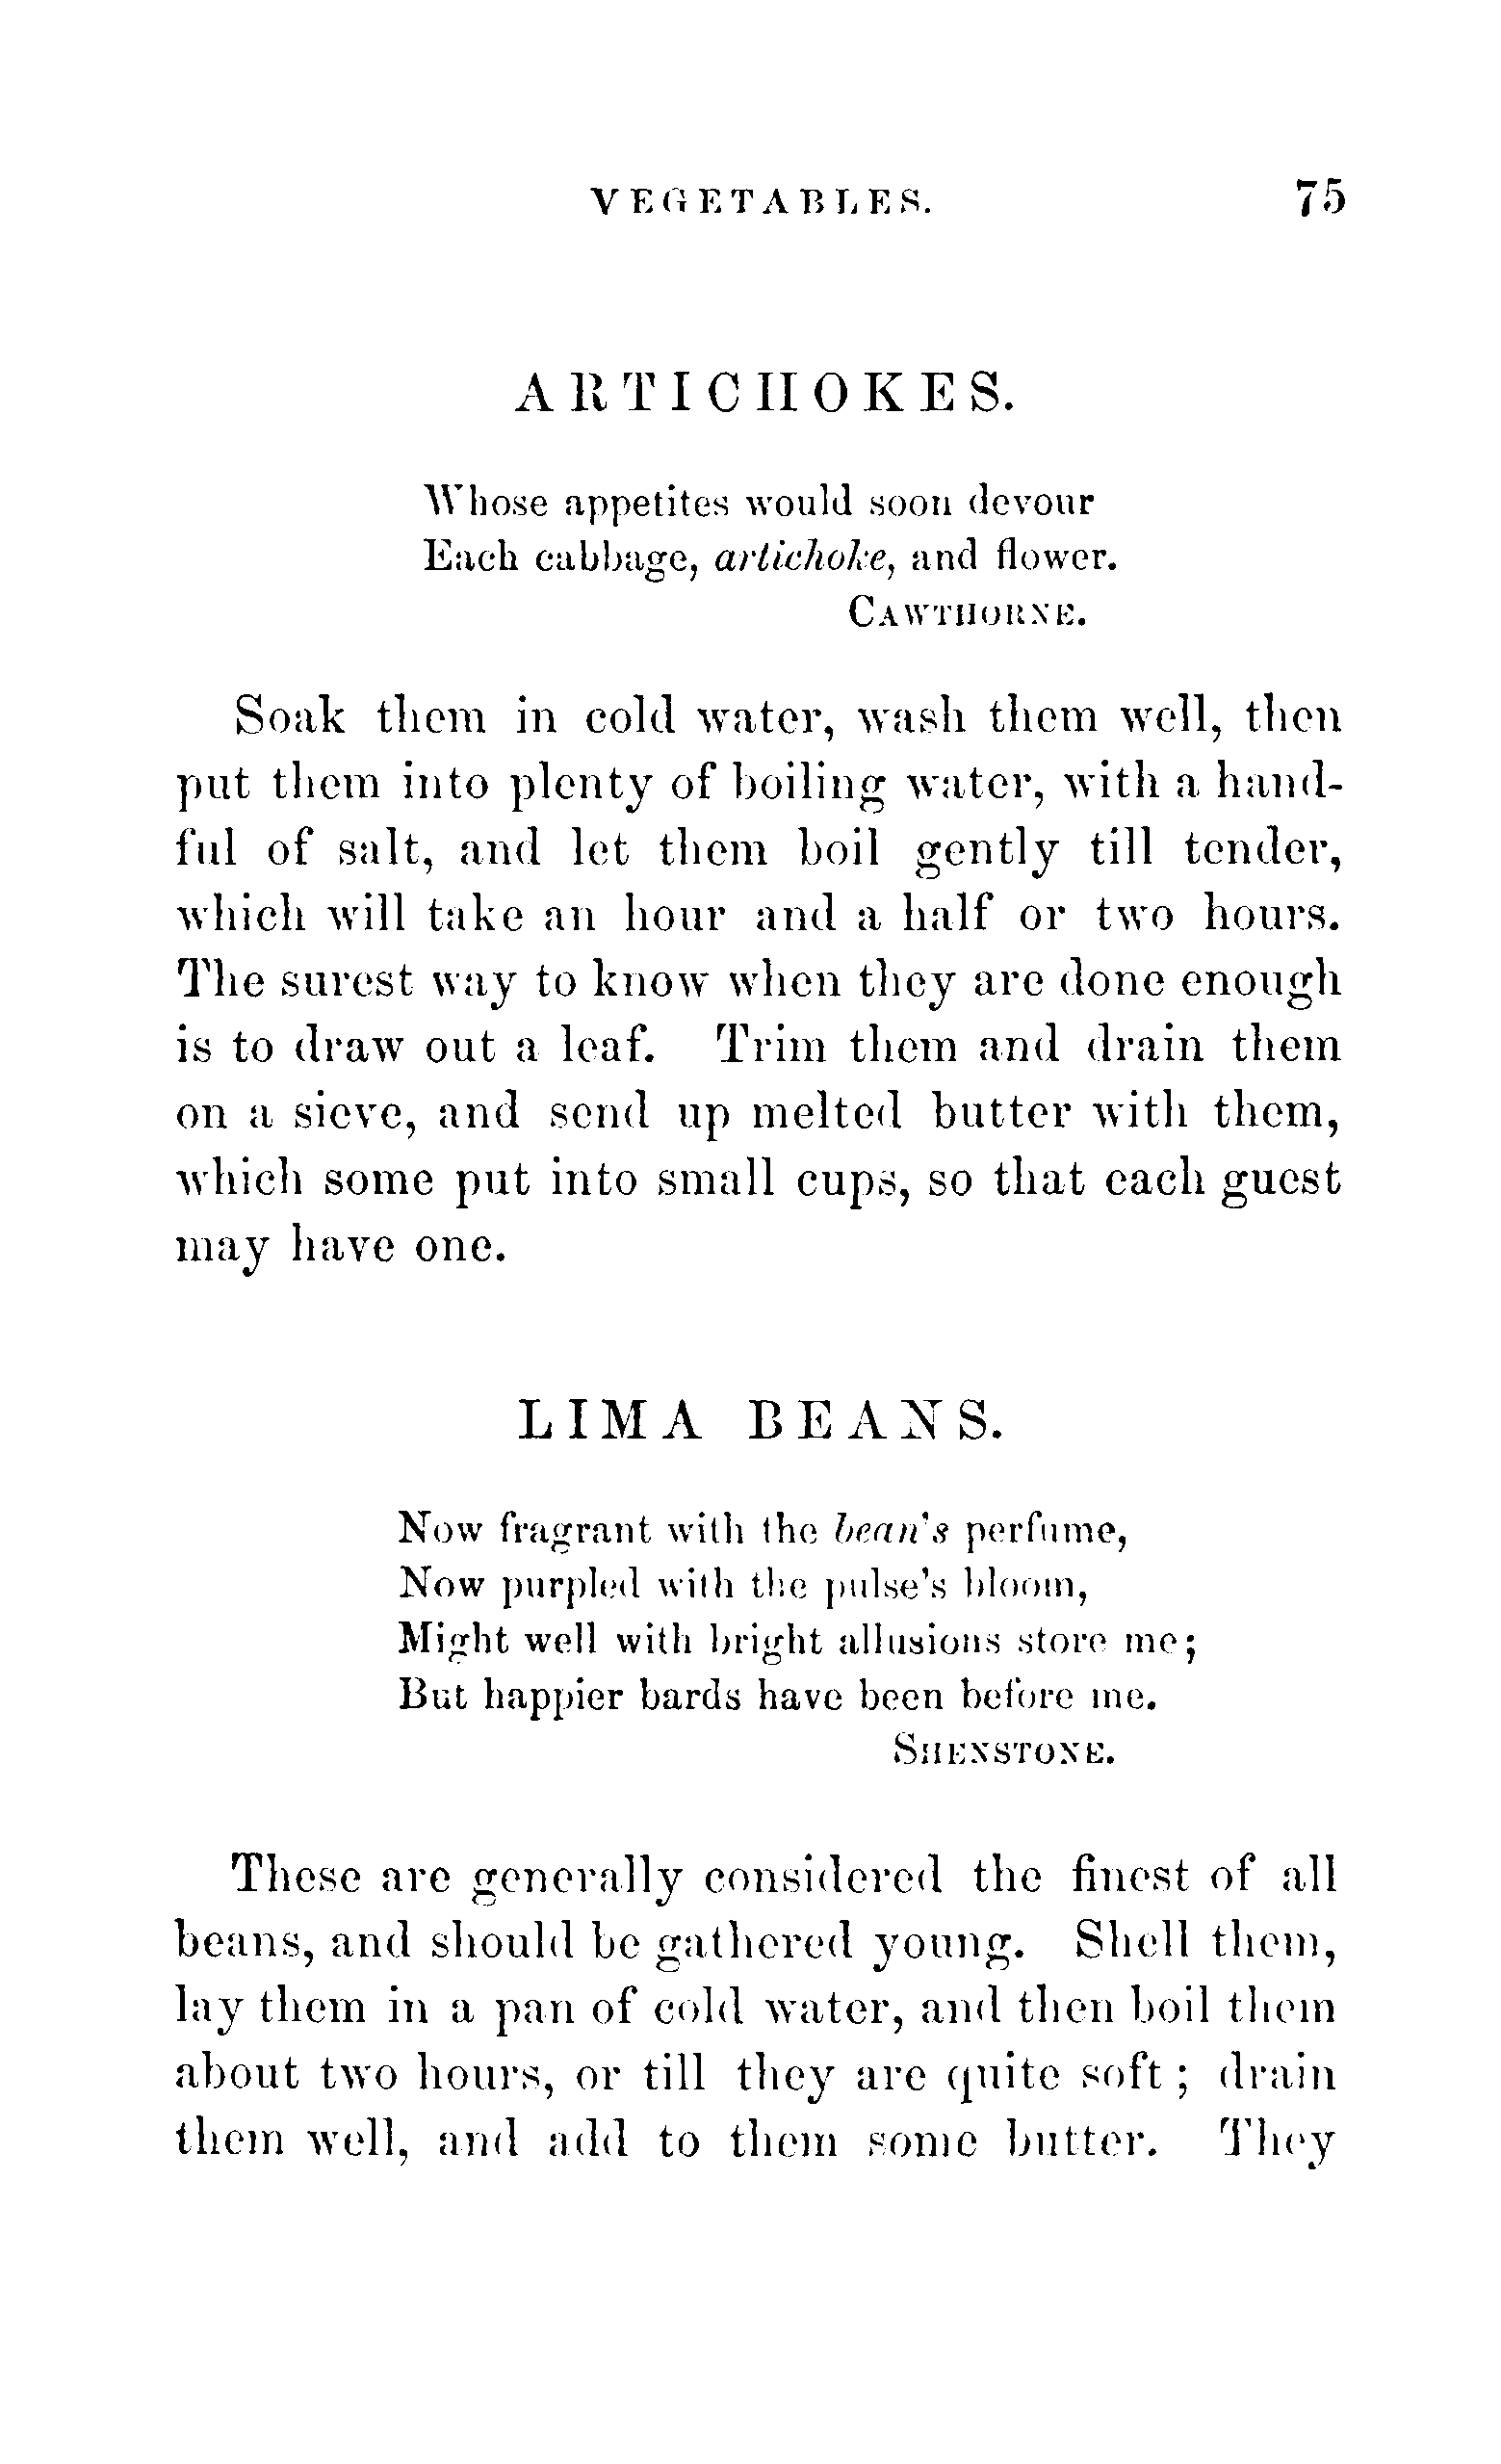 VEGETABLES. 75
ARTICHOKES.
Whose appetites would soon devour
Each cabbage, artichoke, and flower.
CAWTHORNE.
Soak them in cold water, wash them well, then
put them into plenty of boiling water, with a hand-
ful of salt, and let them boil gently till tender,
which will take an hour and a half or two hours.
The surest way to know when they are done enough
is to draw out a leaf. Trim them and drain them
on a sieve, and send up melted butter with them,
which some put into small cups, so that each guest
may have one.
LIMA BEANS.
Now fragrant with the bean's perfume,
Now purpled with the pulse's bloom,
Might well with bright allusions store me;
But happier bards have been before me.
SHENSTONE.
These are generally considered the finest of all
beans, and should be gathered young. Shell them,
lay them in a pan of cold water, and then boil them
about two hours, or till they are quite soft; drain
them well, and add to them some butter. They